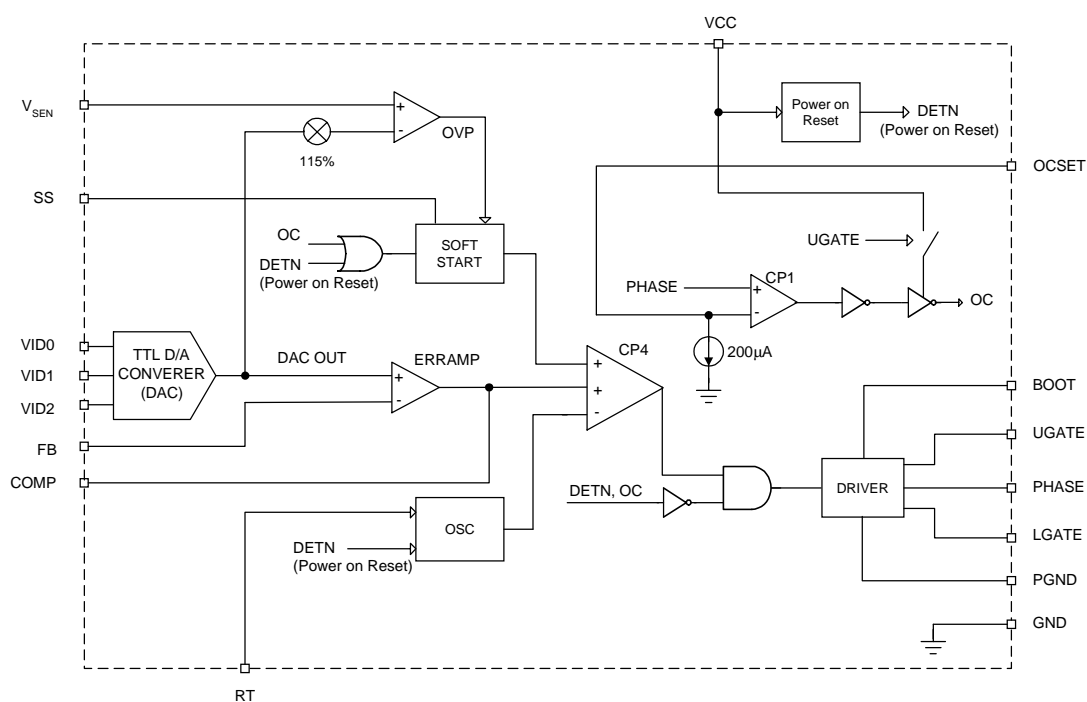 VCC
V_SEN
+
-
OVP
115%
Power on
Reset
DETN
(Power on Reset)
OCSET
SS
OC
DETN
(Power on Reset)
SOFT
START
UGATE
PHASE
+
-
CP1
OC
200µA
VID0
VID1
VID2
TTL D/A
CONVERER
(DAC)
DAC OUT
ERRAMP
+
-
CP4
+
+
-
FB
COMP
BOOT
UGATE
PHASE
LGATE
PGND
GND
DETN, OC
DRIVER
OSC
DETN
(Power on Reset)
RT